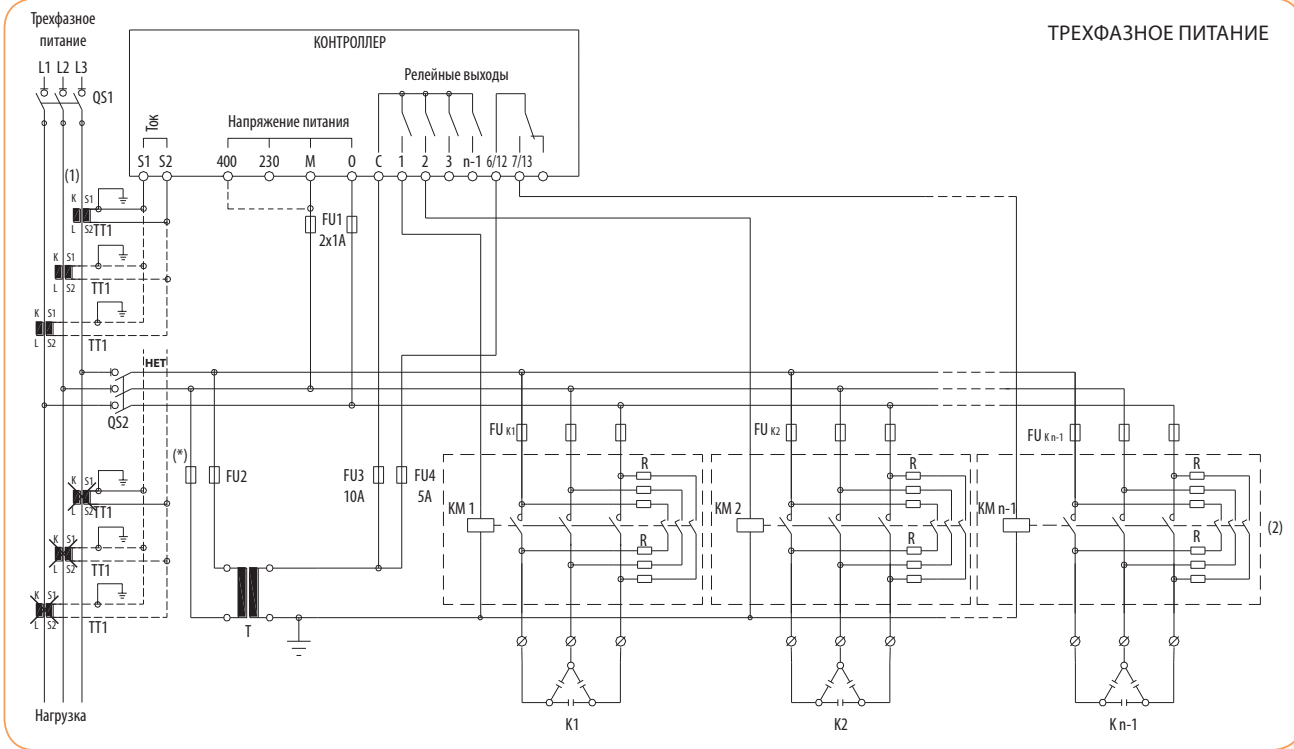 Трехфазное
питание
L1 L2 L3
QS1
ТРЕХФАЗНОЕ ПИТАНИЕ
КОНТРОЛЛЕР
Релейные выходы
Ток
Напряжение питания
S1 S2 400 230 M 0 C 1 2 3 n-1 6/12 7/13
(1)
K S1
L S2 TT1
K S1
L S2 TT1
K S1
L S2 TT1
FU1
2x1A
НЕТ
QS2
(*)
FU2
FU3
10A
FU4
5A
FU K1
FU K2
FU K n-1
K S1
L S2 TT1
K S1
L S2 TT1
K S1
L S2 TT1
T
KM 1
R
R
KM 2
R
R
KM n-1
R
R
(2)
Нагрузка
K1
K2
K n-1